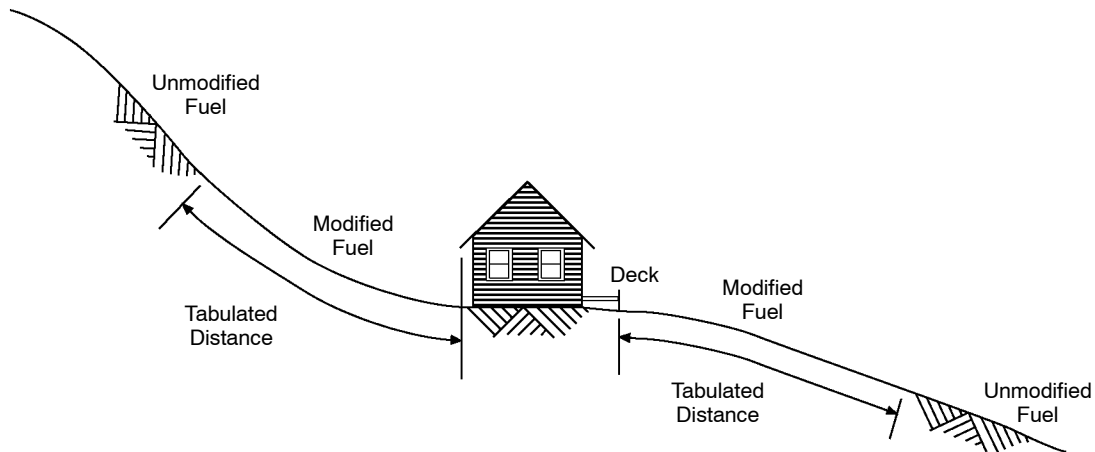 Unmodified
Fuel
Modified
Fuel
Tabulated
Distance
Deck
Modified
Fuel
Tabulated
Distance
Unmodified
Fuel